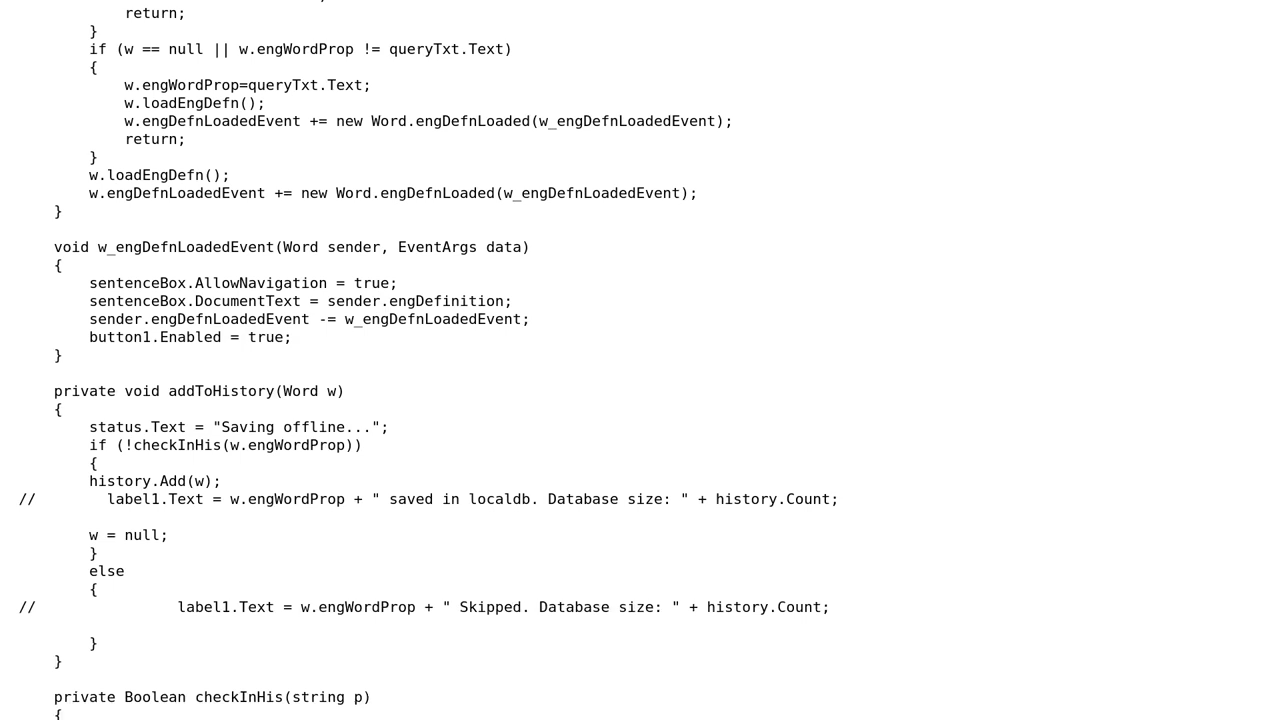 return;
}
if (w == null || w.engWordProp != queryTxt.Text)
{
w.engWordProp=queryTxt.Text;
w.loadEngDefn();
w.engDefnLoadedEvent += new Word.engDefnLoaded(w_engDefnLoadedEvent);
return;
}
w.loadEngDefn();
w.engDefnLoadedEvent += new Word.engDefnLoaded(w_engDefnLoadedEvent);
}
void w_engDefnLoadedEvent(Word sender, EventArgs data)
{
sentenceBox.AllowNavigation = true;
sentenceBox.DocumentText = sender.engDefinition;
sender.engDefnLoadedEvent -= w_engDefnLoadedEvent;
button1.Enabled = true;
}
private void addToHistory(Word w)
{
status.Text = "Saving offline...";
if (!checkInHis(w.engWordProp))
{
history.Add(w);
// label1.Text = w.engWordProp + " saved in localdb. Database size: " + history.Count;
w = null;
}
else
{
// label1.Text = w.engWordProp + " Skipped. Database size: " + history.Count;
}
}
private Boolean checkInHis(string p)
{